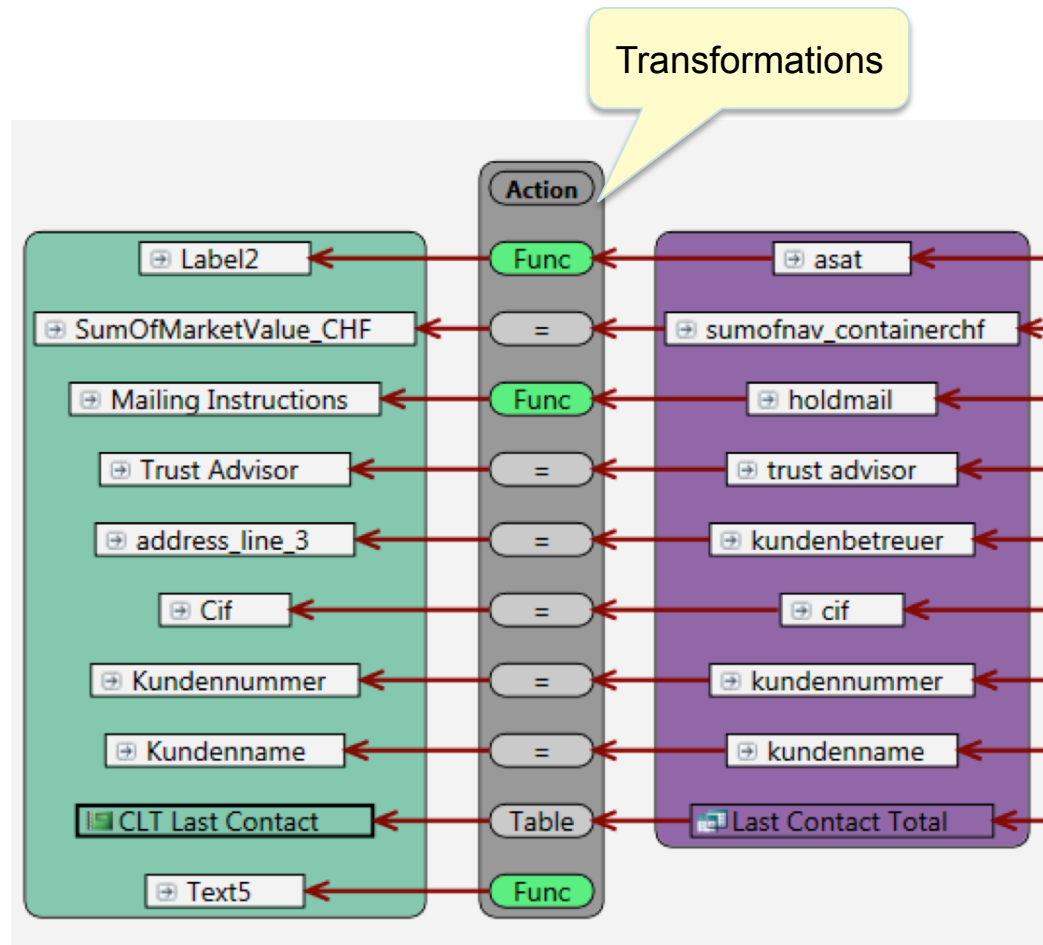 Transformations
Action
Label2 Func asat
SumOfMarketValue_CHF = sumofnav_containerchf
Mailing Instructions Func holdmail
Trust Advisor = trust advisor
address_line_3 = kundenbetreuer
Cif = cif
Kundennummer = kundennummer
Kundenname = kundenname
CLT Last Contact Table Last Contact Total
Text5 Func